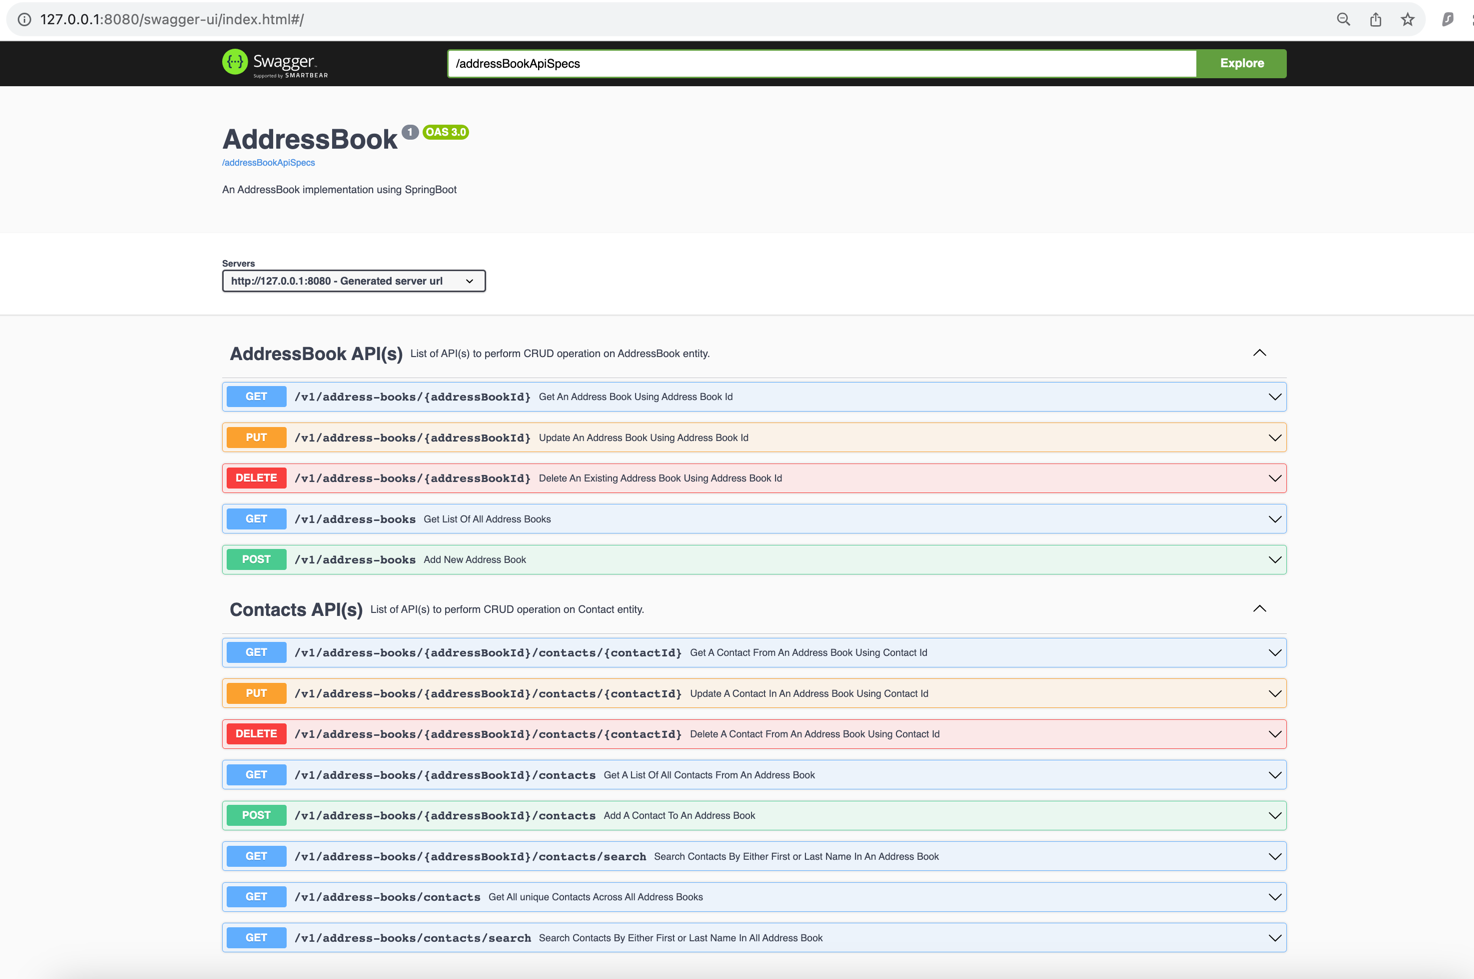 127.0.0.1:8080/swagger-ui/index.html#/
Swagger.
Supported by SMARTBEAR
/addressBookApiSpecs
Explore
AddressBook 1 OAS 3.0
/addressBookApiSpecs
An AddressBook implementation using SpringBoot
Servers
http://127.0.0.1:8080 - Generated server url
AddressBook API(s) List of API(s) to perform CRUD operation on AddressBook entity.
GET /v1/address-books/{addressBookId} Get An Address Book Using Address Book Id
PUT /v1/address-books/{addressBookId} Update An Address Book Using Address Book Id
DELETE /v1/address-books/{addressBookId} Delete An Existing Address Book Using Address Book Id
GET /v1/address-books Get List Of All Address Books
POST /v1/address-books Add New Address Book
Contacts API(s) List of API(s) to perform CRUD operation on Contact entity.
GET /v1/address-books/{addressBookId}/contacts/{contactId} Get A Contact From An Address Book Using Contact Id
PUT /v1/address-books/{addressBookId}/contacts/{contactId} Update A Contact In An Address Book Using Contact Id
DELETE /v1/address-books/{addressBookId}/contacts/{contactId} Delete A Contact From An Address Book Using Contact Id
GET /v1/address-books/{addressBookId}/contacts Get A List Of All Contacts From An Address Book
POST /v1/address-books/{addressBookId}/contacts Add A Contact To An Address Book
GET /v1/address-books/{addressBookId}/contacts/search Search Contacts By Either First or Last Name In An Address Book
GET /v1/address-books/contacts Get All unique Contacts Across All Address Books
GET /v1/address-books/contacts/search Search Contacts By Either First or Last Name In All Address Book